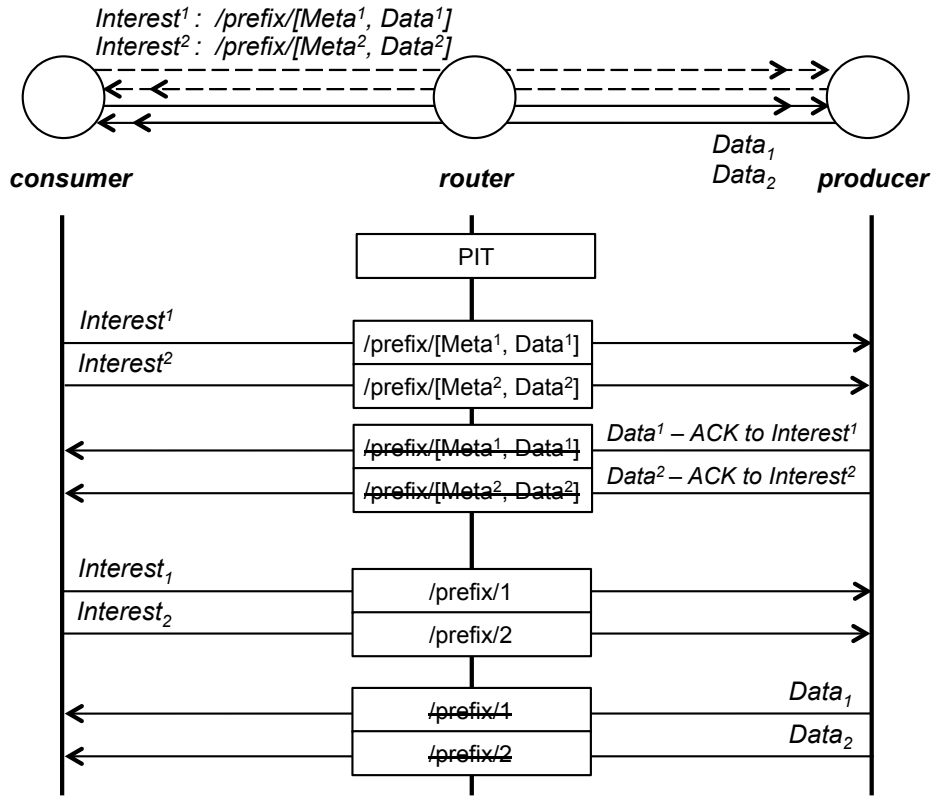 Interest¹ : /prefix/[Meta¹, Data¹]
Interest² : /prefix/[Meta², Data²]
Data₁
Data₂
consumer router producer
PIT
Interest¹
/prefix/[Meta¹, Data¹]
Interest²
/prefix/[Meta², Data²]
/prefix/[Meta¹, Data¹] Data¹ – ACK to Interest¹
/prefix/[Meta², Data²] Data² – ACK to Interest²
Interest₁
/prefix/1
Interest₂
/prefix/2
/prefix/1 Data₁
/prefix/2 Data₂